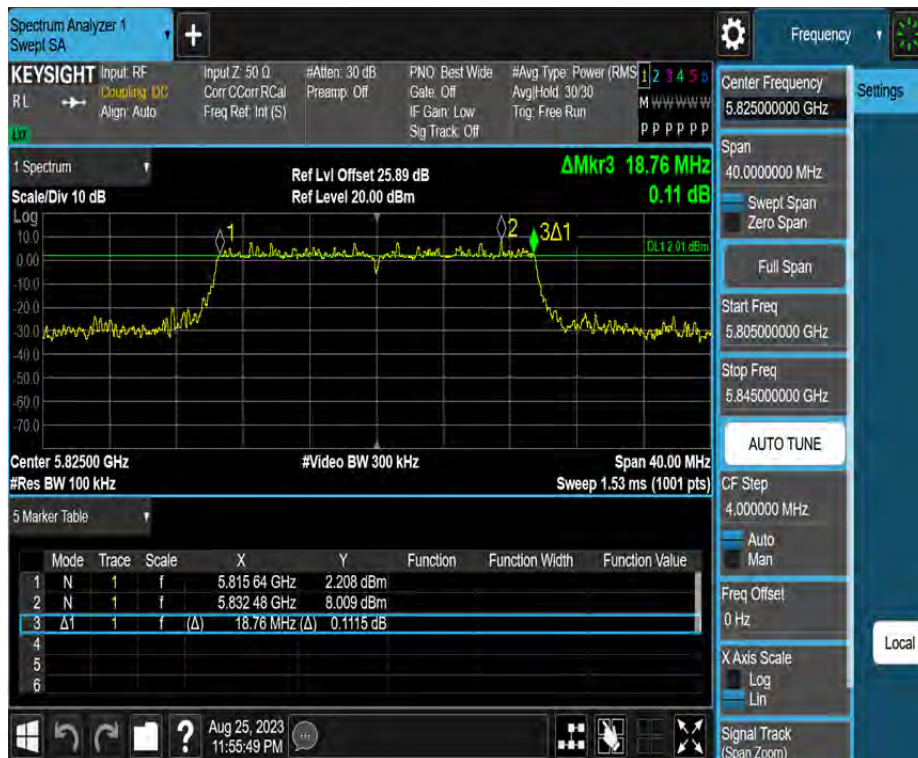 Spectrum Analyzer 1
Swept SA
+
Frequency
KEYSIGHT
RL
LXI
Input: RF
Coupling: DC
Align: Auto
Input Z: 50 Ω
Corr CCorr RCal
Freq Ref: Int (S)
#Atten: 30 dB
Preamp: Off
PNO: Best Wide
Gate: Off
IF Gain: Low
Sig Track: Off
#Avg Type: Power (RMS
Avg|Hold: 30/30
Trig: Free Run
1 2 3 4 5 6
M W W W W W
P P P P P P
1 Spectrum
Scale/Div 10 dB
Ref Lvl Offset 25.89 dB
Ref Level 20.00 dBm
ΔMkr3 18.76 MHz
0.11 dB
Log
10.0
0.00
-10.0
-20.0
-30.0
-40.0
-50.0
-60.0
-70.0
1
2
3Δ1
DL1 2.01 dBm
Center 5.82500 GHz
#Video BW 300 kHz
Span 40.00 MHz
#Res BW 100 kHz
Sweep 1.53 ms (1001 pts)
5 Marker Table
Mode Trace Scale X Y Function Function Width Function Value
1 N 1 f 5.815 64 GHz 2.208 dBm
2 N 1 f 5.832 48 GHz 8.009 dBm
3 Δ1 1 f (Δ) 18.76 MHz (Δ) 0.1115 dB
4
5
6
?
Aug 25, 2023
11:55:49 PM
Center Frequency
5.825000000 GHz
Span
40.0000000 MHz
Swept Span
Zero Span
Full Span
Start Freq
5.805000000 GHz
Stop Freq
5.845000000 GHz
AUTO TUNE
CF Step
4.000000 MHz
Auto
Man
Freq Offset
0 Hz
X Axis Scale
Log
Lin
Signal Track
(Span Zoom)
Settings
Local